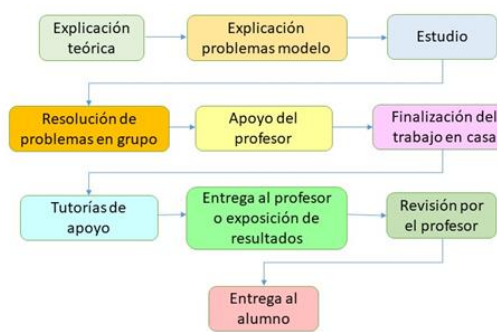 Explicación
teórica
Explicación
problemas modelo
Estudio
Resolución de
problemas en grupo
Apoyo del
profesor
Finalización del
trabajo en casa
Tutorías de
apoyo
Entrega al profesor
o exposición de
resultados
Revisión por
el profesor
Entrega al
alumno